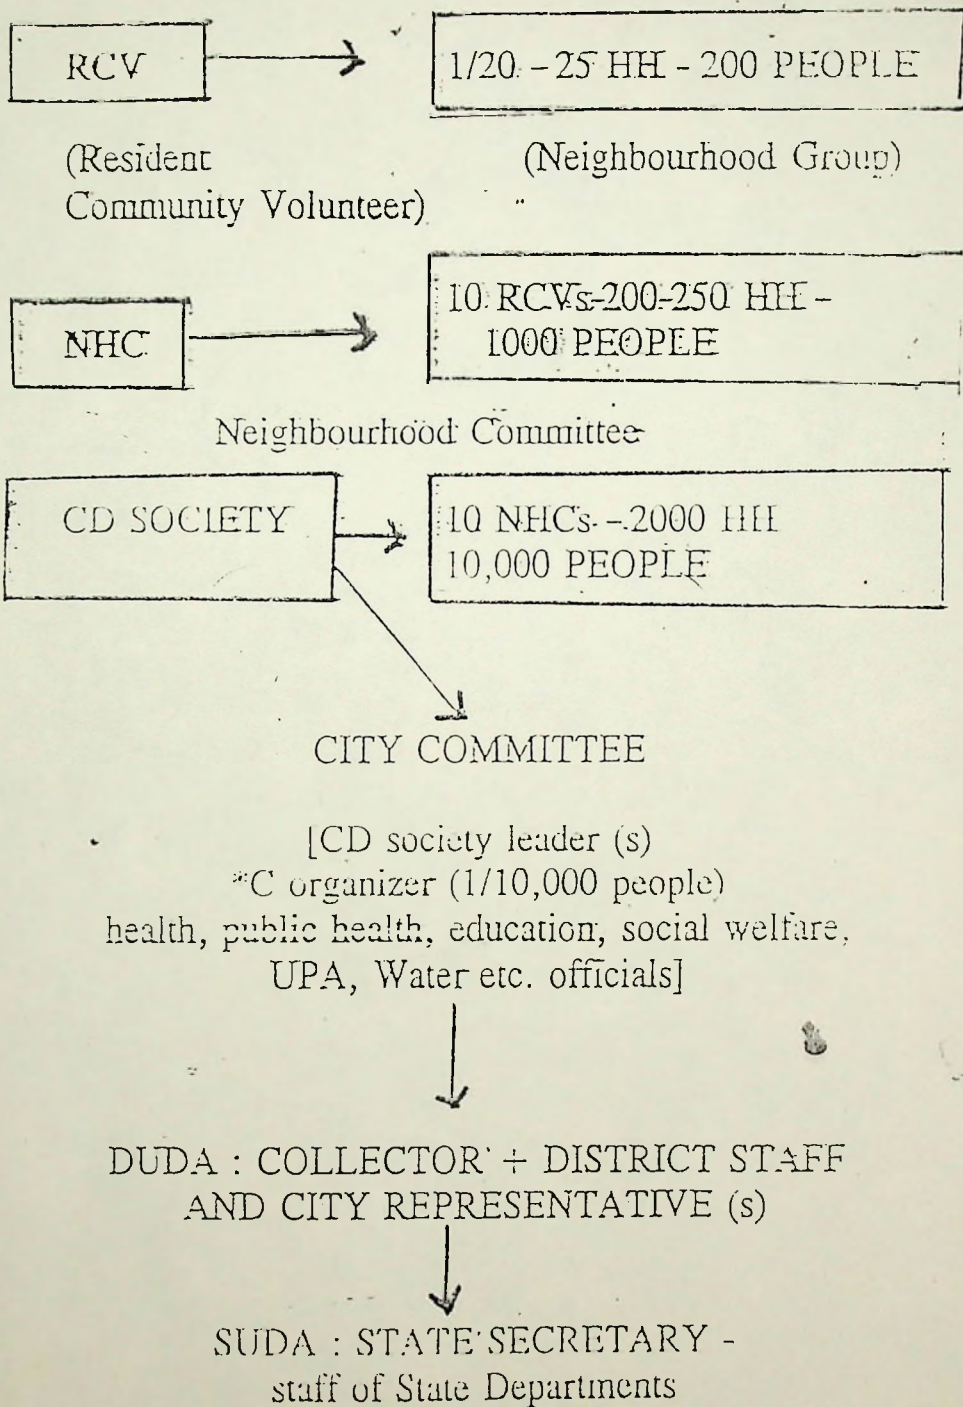 RCV
1/20 - 25 HH - 200 PEOPLE
(Resident
Community Volunteer)
(Neighbourhood Group)
NHC
10 RCVs-200-250 HH -
1000 PEOPLE
Neighbourhood Committee
CD SOCIETY
10 NHCs - 2000 HH
10,000 PEOPLE
CITY COMMITTEE
[CD society leader (s)
*C organizer (1/10,000 people)
health, public health, education, social welfare,
UPA, Water etc. officials]
DUDA : COLLECTOR + DISTRICT STAFF
AND CITY REPRESENTATIVE (s)
SUDA : STATE SECRETARY -
staff of State Departments